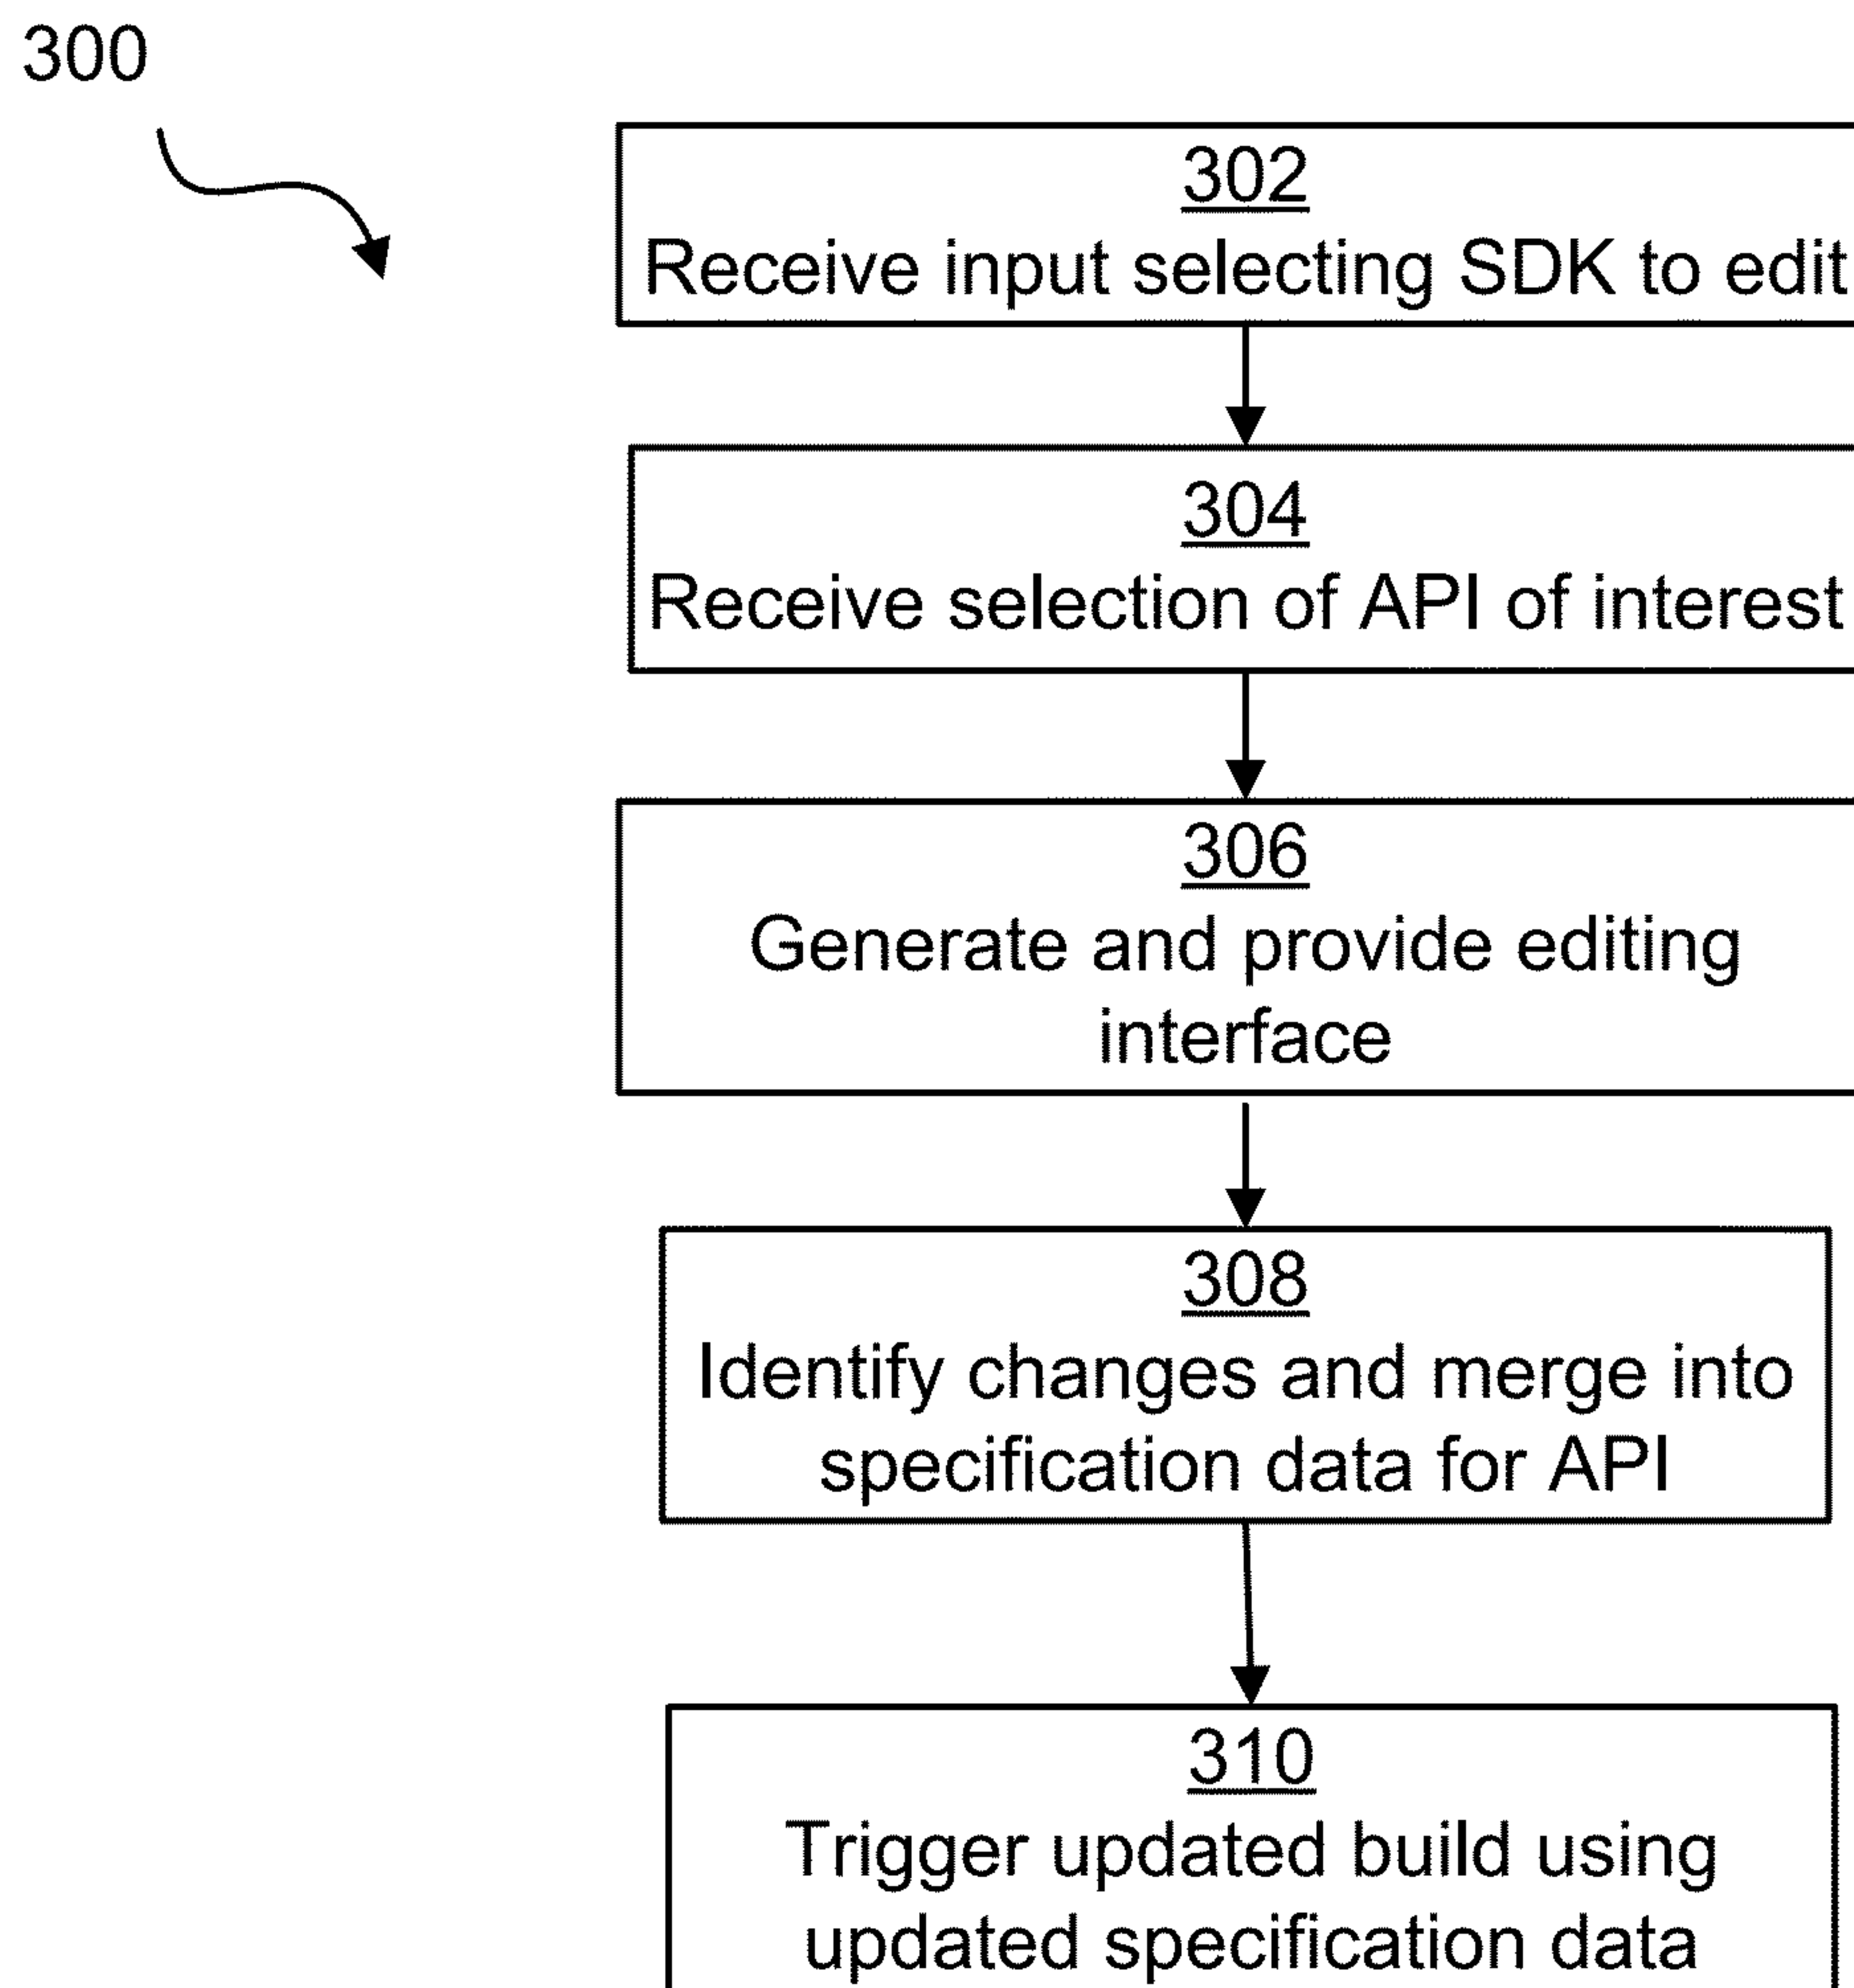 300
302
Receive input selecting SDK to edit
304
Receive selection of API of interest
306
Generate and provide editing
interface
308
Identify changes and merge into
specification data for API
310
Trigger updated build using
updated specification data